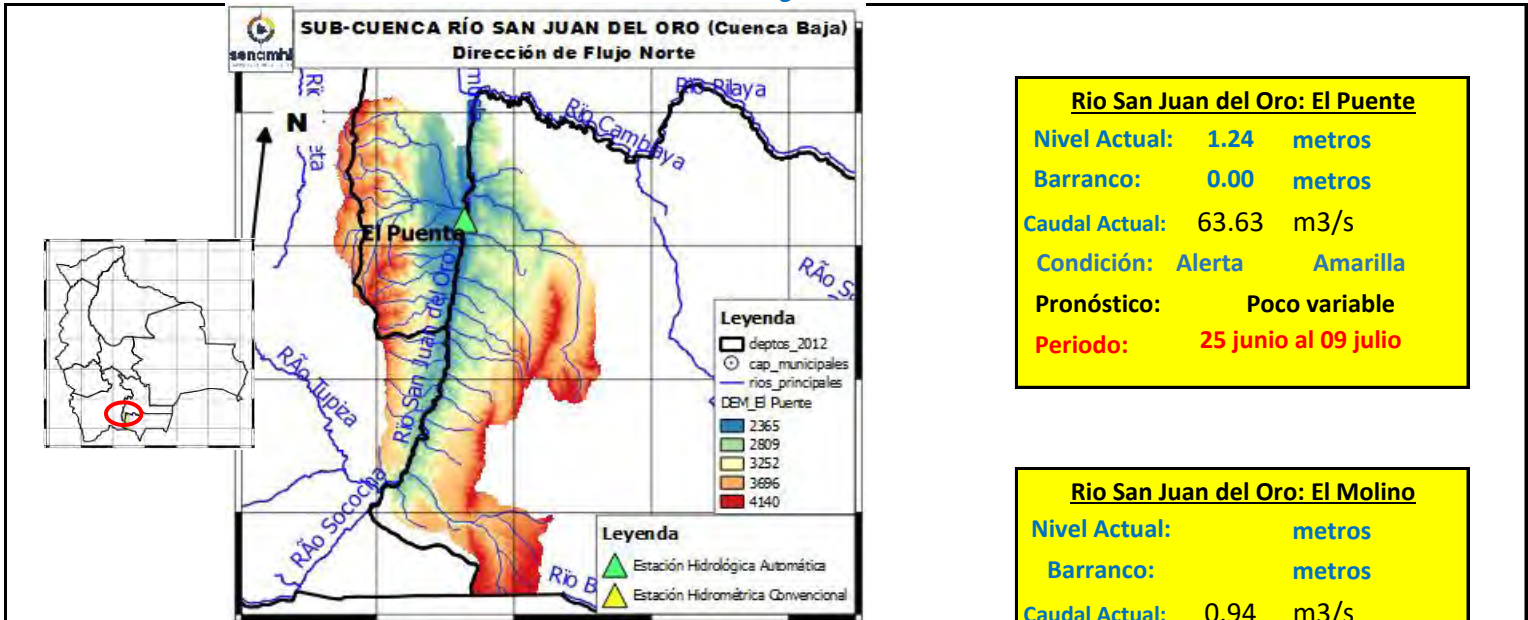 SUB-CUENCA RÍO SAN JUAN DEL ORO (Cuenca Baja)
Dirección de Flujo Norte
senamhi
N
Río Pilaya
Río Cambaya
El Puente
Río San Juan del Oro
RÃo Tupiza
RÃo Sococha
RÃo S
Río B
Leyenda
deptos_2012
cap_municipales
rios_principales
DEM_El Puente
2365
2809
3252
3696
4140
Leyenda
Estación Hidrológica Automática
Estación Hidrométrica Convencional
Rio San Juan del Oro: El Puente
Nivel Actual: 1.24 metros
Barranco: 0.00 metros
Caudal Actual: 63.63 m3/s
Condición: Alerta Amarilla
Pronóstico: Poco variable
Periodo: 25 junio al 09 julio
Rio San Juan del Oro: El Molino
Nivel Actual: metros
Barranco: metros
Caudal Actual: 0.94 m3/s